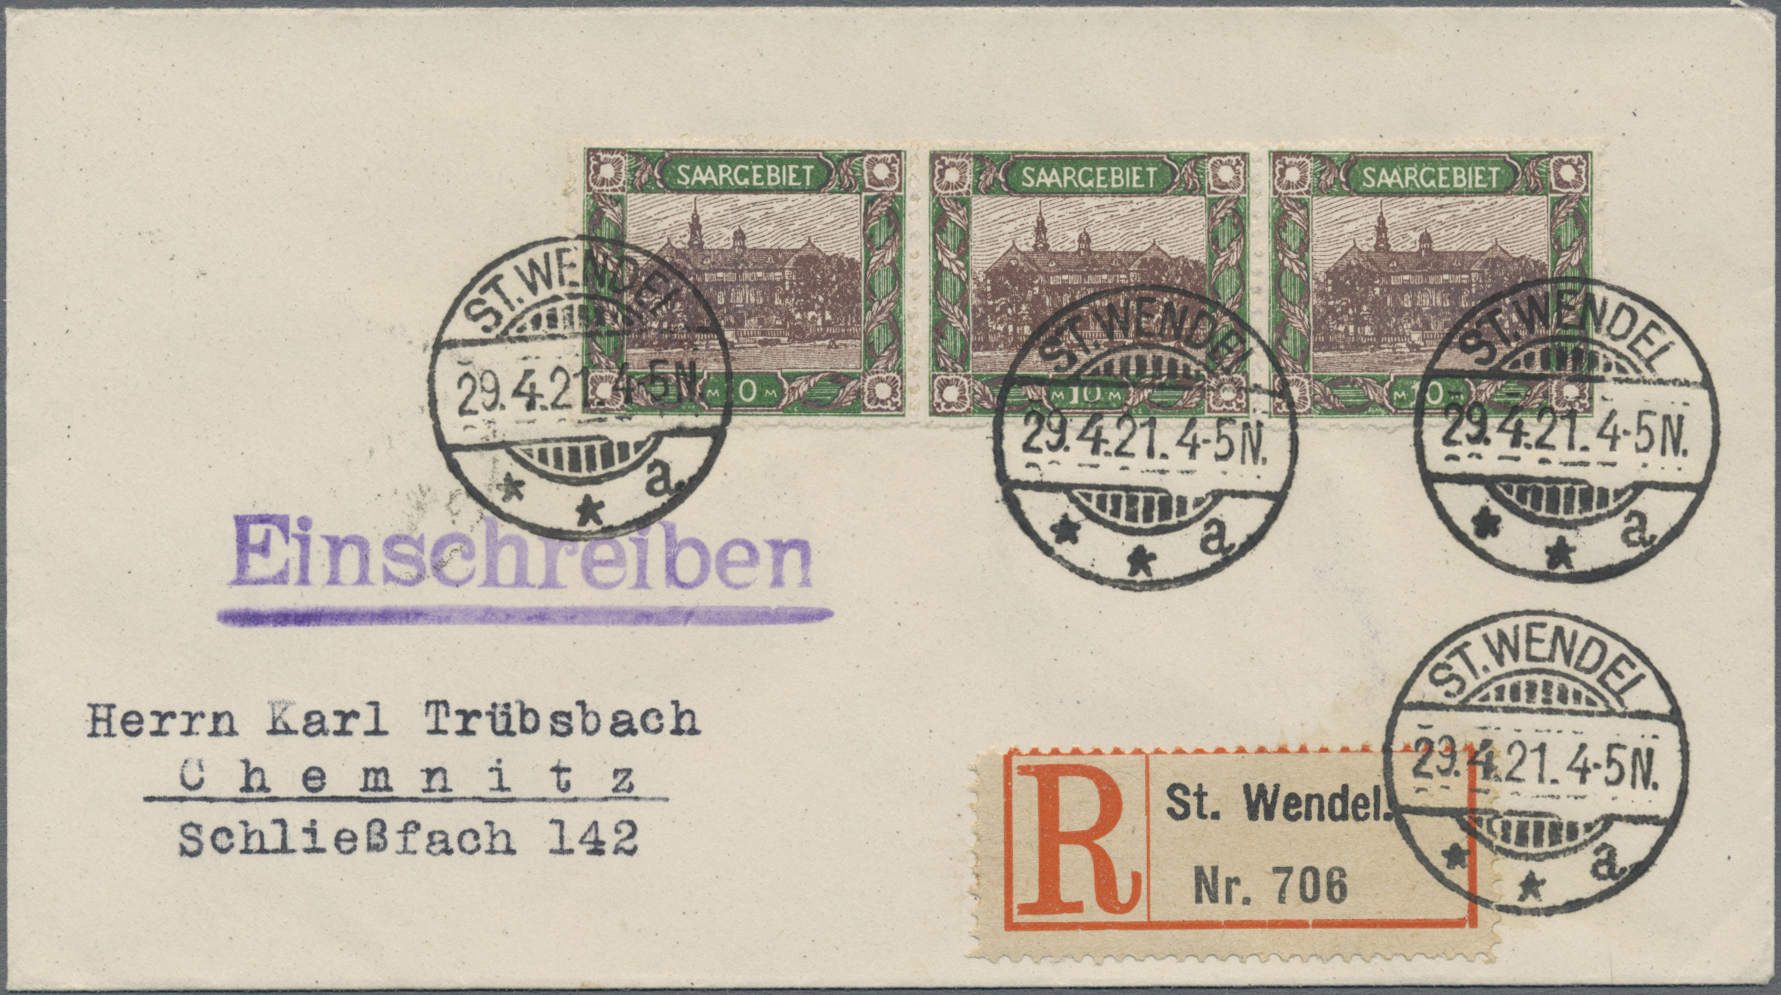 SAARGEBIET SAARGEBIET SAARGEBIET
M 0 M M 10 M M 10 M
ST. WENDEL
29.4.21. 4-5N.
* * a.
ST. WENDEL
29.4.21. 4-5N.
* * a.
ST. WENDEL
29.4.21. 4-5N.
* * a.
Einschreiben
ST. WENDEL
29.4.21. 4-5N.
* * a.
Herrn Karl Trübsbach
Chemnitz
Schließfach 142
R
St. Wendel.
Nr. 706